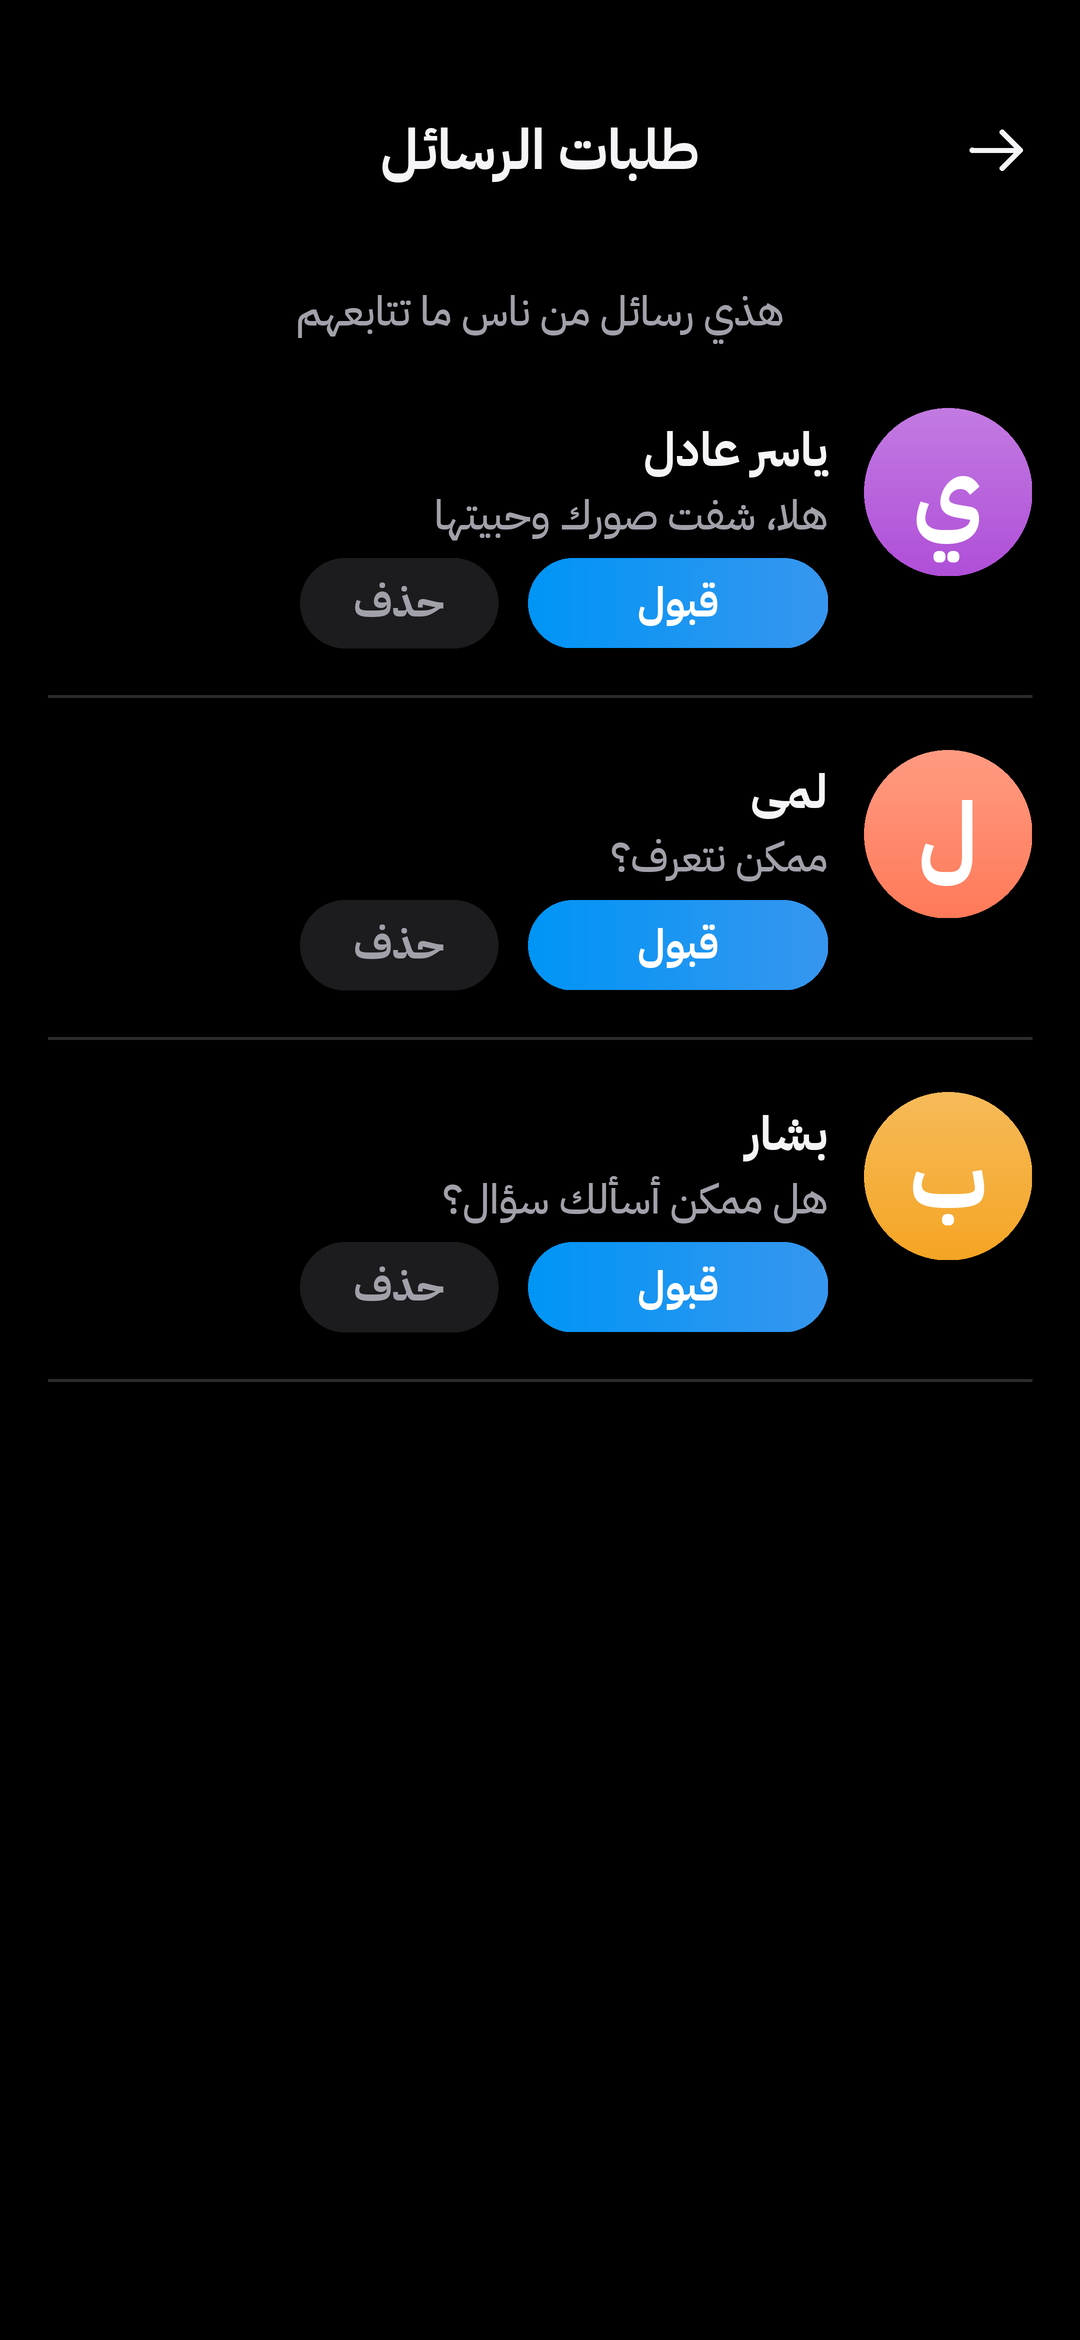 طلبات الرسائل
هذي رسائل من ناس ما تتابعهم
ي
ياسر عادل
هلا، شفت صورك وحبيتها
قبول
حذف
ل
لمى
ممكن نتعرف؟
قبول
حذف
ب
بشار
هل ممكن أسألك سؤال؟
قبول
حذف